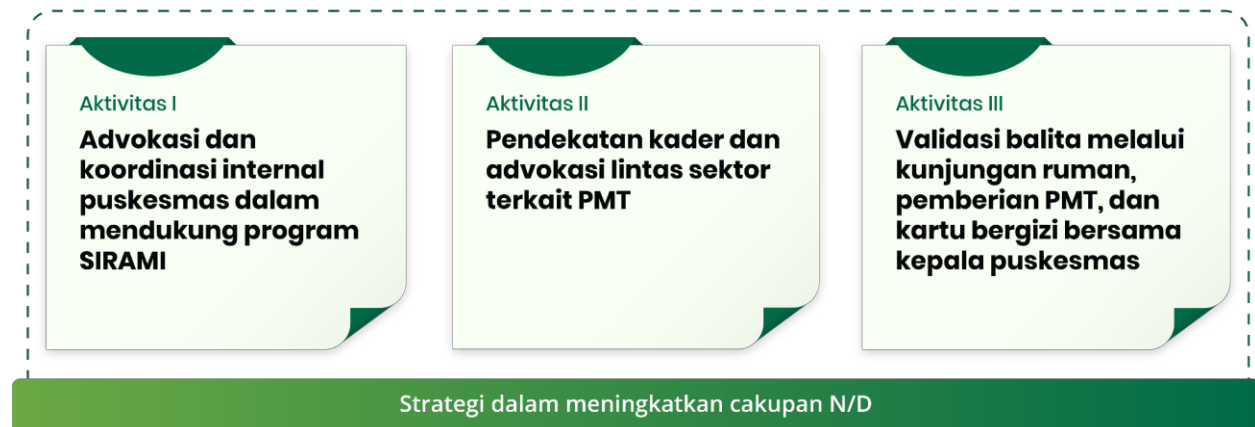 Aktivitas I
Advokasi dan
koordinasi internal
puskesmas dalam
mendukung program
SIRAMI
Aktivitas II
Pendekatan kader dan
advokasi lintas sektor
terkait PMT
Aktivitas III
Validasi balita melalui
kunjungan ruman,
pemberian PMT, dan
kartu bergizi bersama
kepala puskesmas
Strategi dalam meningkatkan cakupan N/D